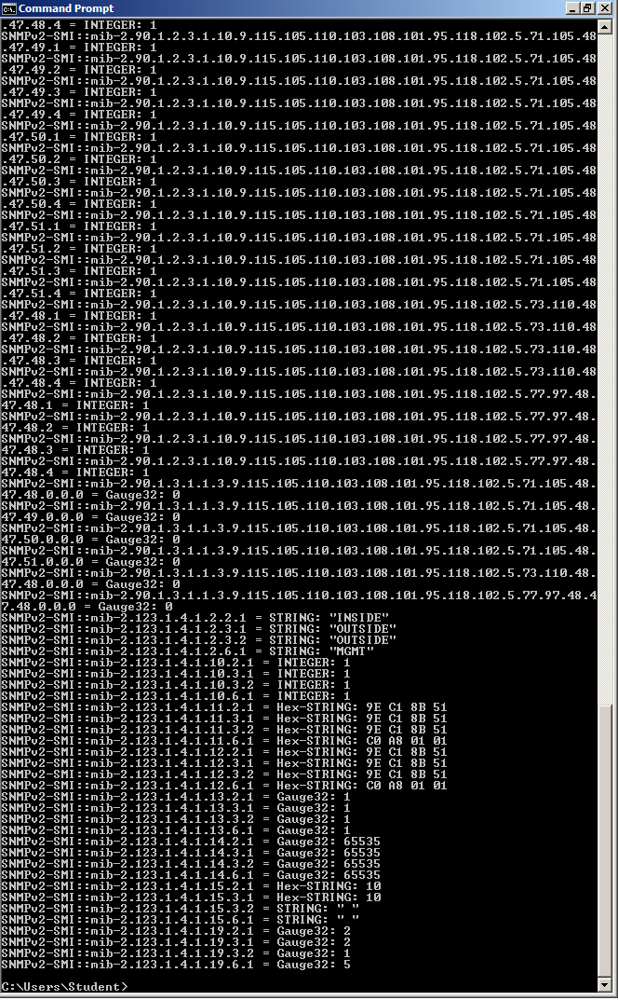 Command Prompt
.47.48.4 = INTEGER: 1
SNMPv2-SMI::mib-2.90.1.2.3.1.10.9.115.105.110.103.108.101.95.118.102.5.71.105.48
.47.49.1 = INTEGER: 1
SNMPv2-SMI::mib-2.90.1.2.3.1.10.9.115.105.110.103.108.101.95.118.102.5.71.105.48
.47.49.2 = INTEGER: 1
SNMPv2-SMI::mib-2.90.1.2.3.1.10.9.115.105.110.103.108.101.95.118.102.5.71.105.48
.47.49.3 = INTEGER: 1
SNMPv2-SMI::mib-2.90.1.2.3.1.10.9.115.105.110.103.108.101.95.118.102.5.71.105.48
.47.49.4 = INTEGER: 1
SNMPv2-SMI::mib-2.90.1.2.3.1.10.9.115.105.110.103.108.101.95.118.102.5.71.105.48
.47.50.1 = INTEGER: 1
SNMPv2-SMI::mib-2.90.1.2.3.1.10.9.115.105.110.103.108.101.95.118.102.5.71.105.48
.47.50.2 = INTEGER: 1
SNMPv2-SMI::mib-2.90.1.2.3.1.10.9.115.105.110.103.108.101.95.118.102.5.71.105.48
.47.50.3 = INTEGER: 1
SNMPv2-SMI::mib-2.90.1.2.3.1.10.9.115.105.110.103.108.101.95.118.102.5.71.105.48
.47.50.4 = INTEGER: 1
SNMPv2-SMI::mib-2.90.1.2.3.1.10.9.115.105.110.103.108.101.95.118.102.5.71.105.48
.47.51.1 = INTEGER: 1
SNMPv2-SMI::mib-2.90.1.2.3.1.10.9.115.105.110.103.108.101.95.118.102.5.71.105.48
.47.51.2 = INTEGER: 1
SNMPv2-SMI::mib-2.90.1.2.3.1.10.9.115.105.110.103.108.101.95.118.102.5.71.105.48
.47.51.3 = INTEGER: 1
SNMPv2-SMI::mib-2.90.1.2.3.1.10.9.115.105.110.103.108.101.95.118.102.5.71.105.48
.47.51.4 = INTEGER: 1
SNMPv2-SMI::mib-2.90.1.2.3.1.10.9.115.105.110.103.108.101.95.118.102.5.73.110.48
.47.48.1 = INTEGER: 1
SNMPv2-SMI::mib-2.90.1.2.3.1.10.9.115.105.110.103.108.101.95.118.102.5.73.110.48
.47.48.2 = INTEGER: 1
SNMPv2-SMI::mib-2.90.1.2.3.1.10.9.115.105.110.103.108.101.95.118.102.5.73.110.48
.47.48.3 = INTEGER: 1
SNMPv2-SMI::mib-2.90.1.2.3.1.10.9.115.105.110.103.108.101.95.118.102.5.73.110.48
.47.48.4 = INTEGER: 1
SNMPv2-SMI::mib-2.90.1.2.3.1.10.9.115.105.110.103.108.101.95.118.102.5.77.97.48.
47.48.1 = INTEGER: 1
SNMPv2-SMI::mib-2.90.1.2.3.1.10.9.115.105.110.103.108.101.95.118.102.5.77.97.48.
47.48.2 = INTEGER: 1
SNMPv2-SMI::mib-2.90.1.2.3.1.10.9.115.105.110.103.108.101.95.118.102.5.77.97.48.
47.48.3 = INTEGER: 1
SNMPv2-SMI::mib-2.90.1.2.3.1.10.9.115.105.110.103.108.101.95.118.102.5.77.97.48.
47.48.4 = INTEGER: 1
SNMPv2-SMI::mib-2.90.1.3.1.1.3.9.115.105.110.103.108.101.95.118.102.5.71.105.48.
47.48.0.0.0 = Gauge32: 0
SNMPv2-SMI::mib-2.90.1.3.1.1.3.9.115.105.110.103.108.101.95.118.102.5.71.105.48.
47.49.0.0.0 = Gauge32: 0
SNMPv2-SMI::mib-2.90.1.3.1.1.3.9.115.105.110.103.108.101.95.118.102.5.71.105.48.
47.50.0.0.0 = Gauge32: 0
SNMPv2-SMI::mib-2.90.1.3.1.1.3.9.115.105.110.103.108.101.95.118.102.5.71.105.48.
47.51.0.0.0 = Gauge32: 0
SNMPv2-SMI::mib-2.90.1.3.1.1.3.9.115.105.110.103.108.101.95.118.102.5.73.110.48.
47.48.0.0.0 = Gauge32: 0
SNMPv2-SMI::mib-2.90.1.3.1.1.3.9.115.105.110.103.108.101.95.118.102.5.77.97.48.4
7.48.0.0.0 = Gauge32: 0
SNMPv2-SMI::mib-2.123.1.4.1.2.2.1 = STRING: "INSIDE"
SNMPv2-SMI::mib-2.123.1.4.1.2.3.1 = STRING: "OUTSIDE"
SNMPv2-SMI::mib-2.123.1.4.1.2.3.2 = STRING: "OUTSIDE"
SNMPv2-SMI::mib-2.123.1.4.1.2.6.1 = STRING: "MGMT"
SNMPv2-SMI::mib-2.123.1.4.1.10.2.1 = INTEGER: 1
SNMPv2-SMI::mib-2.123.1.4.1.10.3.1 = INTEGER: 1
SNMPv2-SMI::mib-2.123.1.4.1.10.3.2 = INTEGER: 1
SNMPv2-SMI::mib-2.123.1.4.1.10.6.1 = INTEGER: 1
SNMPv2-SMI::mib-2.123.1.4.1.11.2.1 = Hex-STRING: 9E C1 8B 51
SNMPv2-SMI::mib-2.123.1.4.1.11.3.1 = Hex-STRING: 9E C1 8B 51
SNMPv2-SMI::mib-2.123.1.4.1.11.3.2 = Hex-STRING: 9E C1 8B 51
SNMPv2-SMI::mib-2.123.1.4.1.11.6.1 = Hex-STRING: C0 A8 01 01
SNMPv2-SMI::mib-2.123.1.4.1.12.2.1 = Hex-STRING: 9E C1 8B 51
SNMPv2-SMI::mib-2.123.1.4.1.12.3.1 = Hex-STRING: 9E C1 8B 51
SNMPv2-SMI::mib-2.123.1.4.1.12.3.2 = Hex-STRING: 9E C1 8B 51
SNMPv2-SMI::mib-2.123.1.4.1.12.6.1 = Hex-STRING: C0 A8 01 01
SNMPv2-SMI::mib-2.123.1.4.1.13.2.1 = Gauge32: 1
SNMPv2-SMI::mib-2.123.1.4.1.13.3.1 = Gauge32: 1
SNMPv2-SMI::mib-2.123.1.4.1.13.3.2 = Gauge32: 1
SNMPv2-SMI::mib-2.123.1.4.1.13.6.1 = Gauge32: 1
SNMPv2-SMI::mib-2.123.1.4.1.14.2.1 = Gauge32: 65535
SNMPv2-SMI::mib-2.123.1.4.1.14.3.1 = Gauge32: 65535
SNMPv2-SMI::mib-2.123.1.4.1.14.3.2 = Gauge32: 65535
SNMPv2-SMI::mib-2.123.1.4.1.14.6.1 = Gauge32: 65535
SNMPv2-SMI::mib-2.123.1.4.1.15.2.1 = Hex-STRING: 10
SNMPv2-SMI::mib-2.123.1.4.1.15.3.1 = Hex-STRING: 10
SNMPv2-SMI::mib-2.123.1.4.1.15.3.2 = STRING: " "
SNMPv2-SMI::mib-2.123.1.4.1.15.6.1 = STRING: " "
SNMPv2-SMI::mib-2.123.1.4.1.19.2.1 = Gauge32: 2
SNMPv2-SMI::mib-2.123.1.4.1.19.3.1 = Gauge32: 2
SNMPv2-SMI::mib-2.123.1.4.1.19.3.2 = Gauge32: 1
SNMPv2-SMI::mib-2.123.1.4.1.19.6.1 = Gauge32: 5
C:\Users\Student>